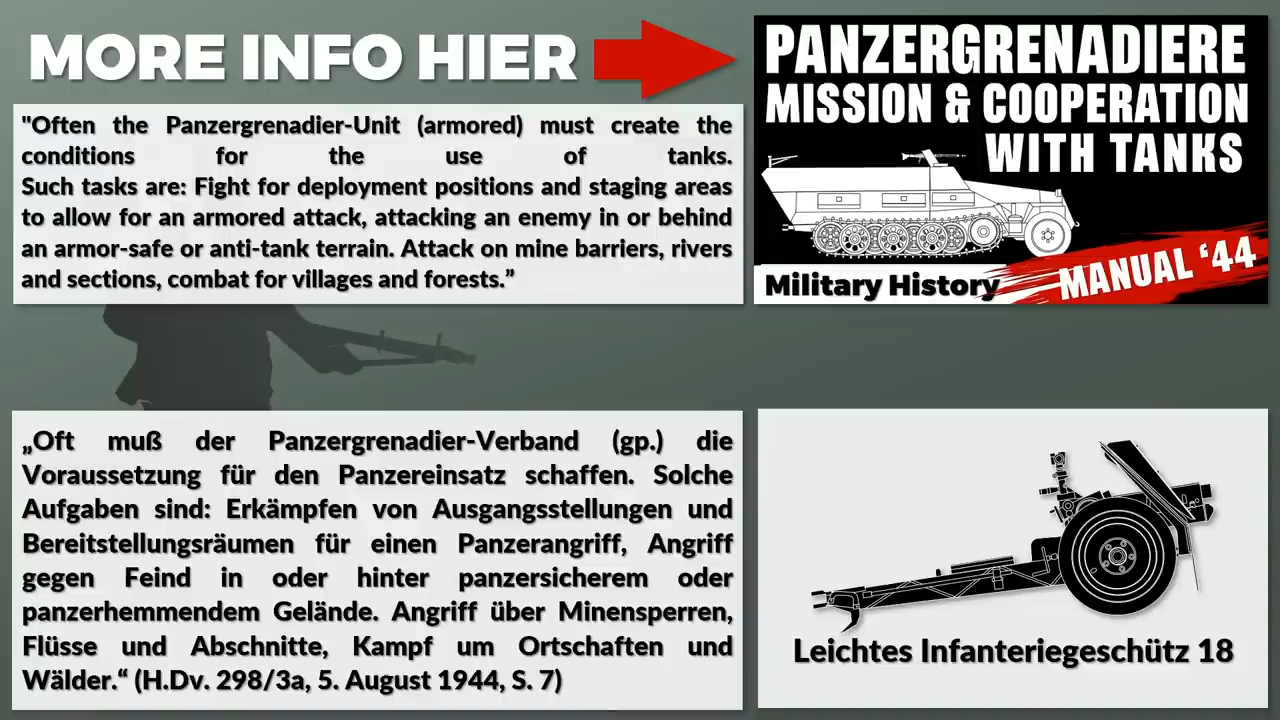 MORE INFO HIER
"Often the Panzergrenadier-Unit (armored) must create the
conditions for the use of tanks.
Such tasks are: Fight for deployment positions and staging areas
to allow for an armored attack, attacking an enemy in or behind
an armor-safe or anti-tank terrain. Attack on mine barriers, rivers
and sections, combat for villages and forests.”
PANZERGRENADIERE
MISSION & COOPERATION
WITH TANKS
MANUAL ‘44
Military History
„Oft muß der Panzergrenadier-Verband (gp.) die
Voraussetzung für den Panzereinsatz schaffen. Solche
Aufgaben sind: Erkämpfen von Ausgangsstellungen und
Bereitstellungsräumen für einen Panzerangriff, Angriff
gegen Feind in oder hinter panzersicherem oder
panzerhemmendem Gelände. Angriff über Minensperren,
Flüsse und Abschnitte, Kampf um Ortschaften und
Wälder.“ (H.Dv. 298/3a, 5. August 1944, S. 7)
Leichtes Infanteriegeschütz 18